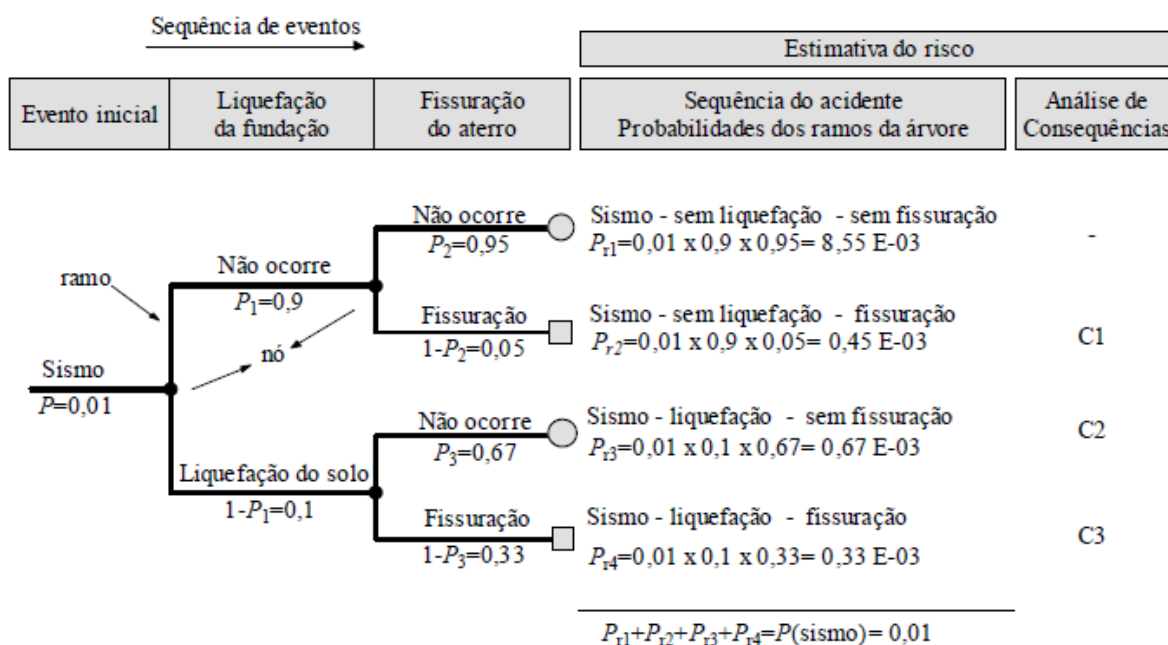 Sequência de eventos
Estimativa do risco
Evento inicial
Liquefação
da fundação
Fissuração
do aterro
Sequência do acidente
Probabilidades dos ramos da árvore
Análise de
Consequências
Não ocorre
P2=0,95
Sismo - sem liquefação - sem fissuração
Pr1=0,01 x 0,9 x 0,95= 8,55 E-03
-
ramo
Não ocorre
P1=0,9
Fissuração
1-P2=0,05
Sismo - sem liquefação - fissuração
Pr2=0,01 x 0,9 x 0,05= 0,45 E-03
C1
nó
Sismo
P=0,01
Não ocorre
P3=0,67
Sismo - liquefação - sem fissuração
Pr3=0,01 x 0,1 x 0,67= 0,67 E-03
C2
Liquefação do solo
1-P1=0,1
Fissuração
1-P3=0,33
Sismo - liquefação - fissuração
Pr4=0,01 x 0,1 x 0,33= 0,33 E-03
C3
Pr1+Pr2+Pr3+Pr4=P(sismo)= 0,01